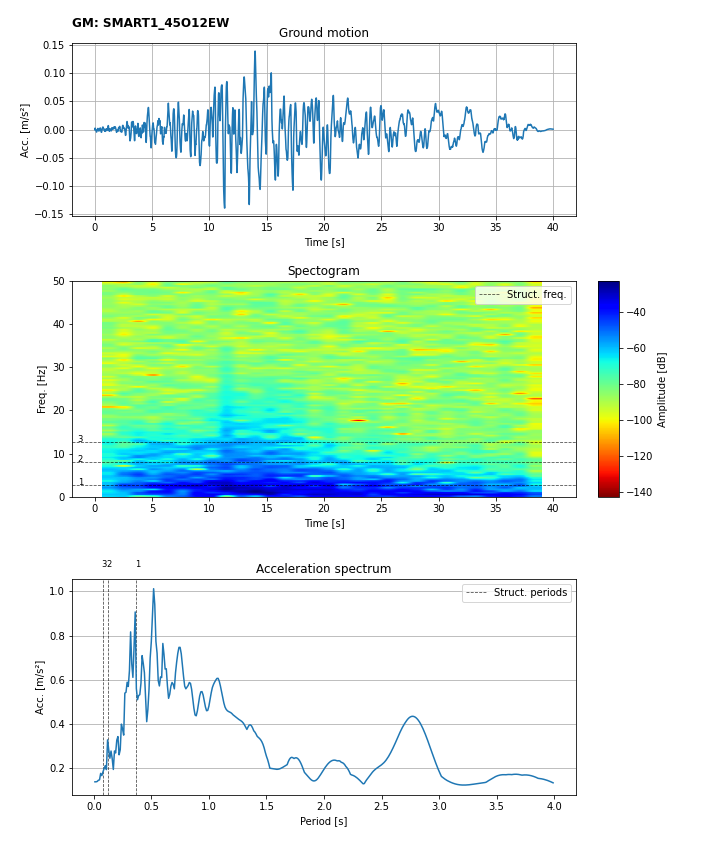 GM: SMART1_45O12EW
Ground motion
0.15
0.10
0.05
0.00
−0.05
−0.10
−0.15
Acc. [m/s²]
0 5 10 15 20 25 30 35 40
Time [s]
Spectogram
50
40
30
20
10
0
Freq. [Hz]
Struct. freq.
3
2
1
0 5 10 15 20 25 30 35 40
Time [s]
−40
−60
−80
−100
−120
−140
Amplitude [dB]
32 1
Acceleration spectrum
1.0
0.8
0.6
0.4
0.2
Acc. [m/s²]
Struct. periods
0.0 0.5 1.0 1.5 2.0 2.5 3.0 3.5 4.0
Period [s]